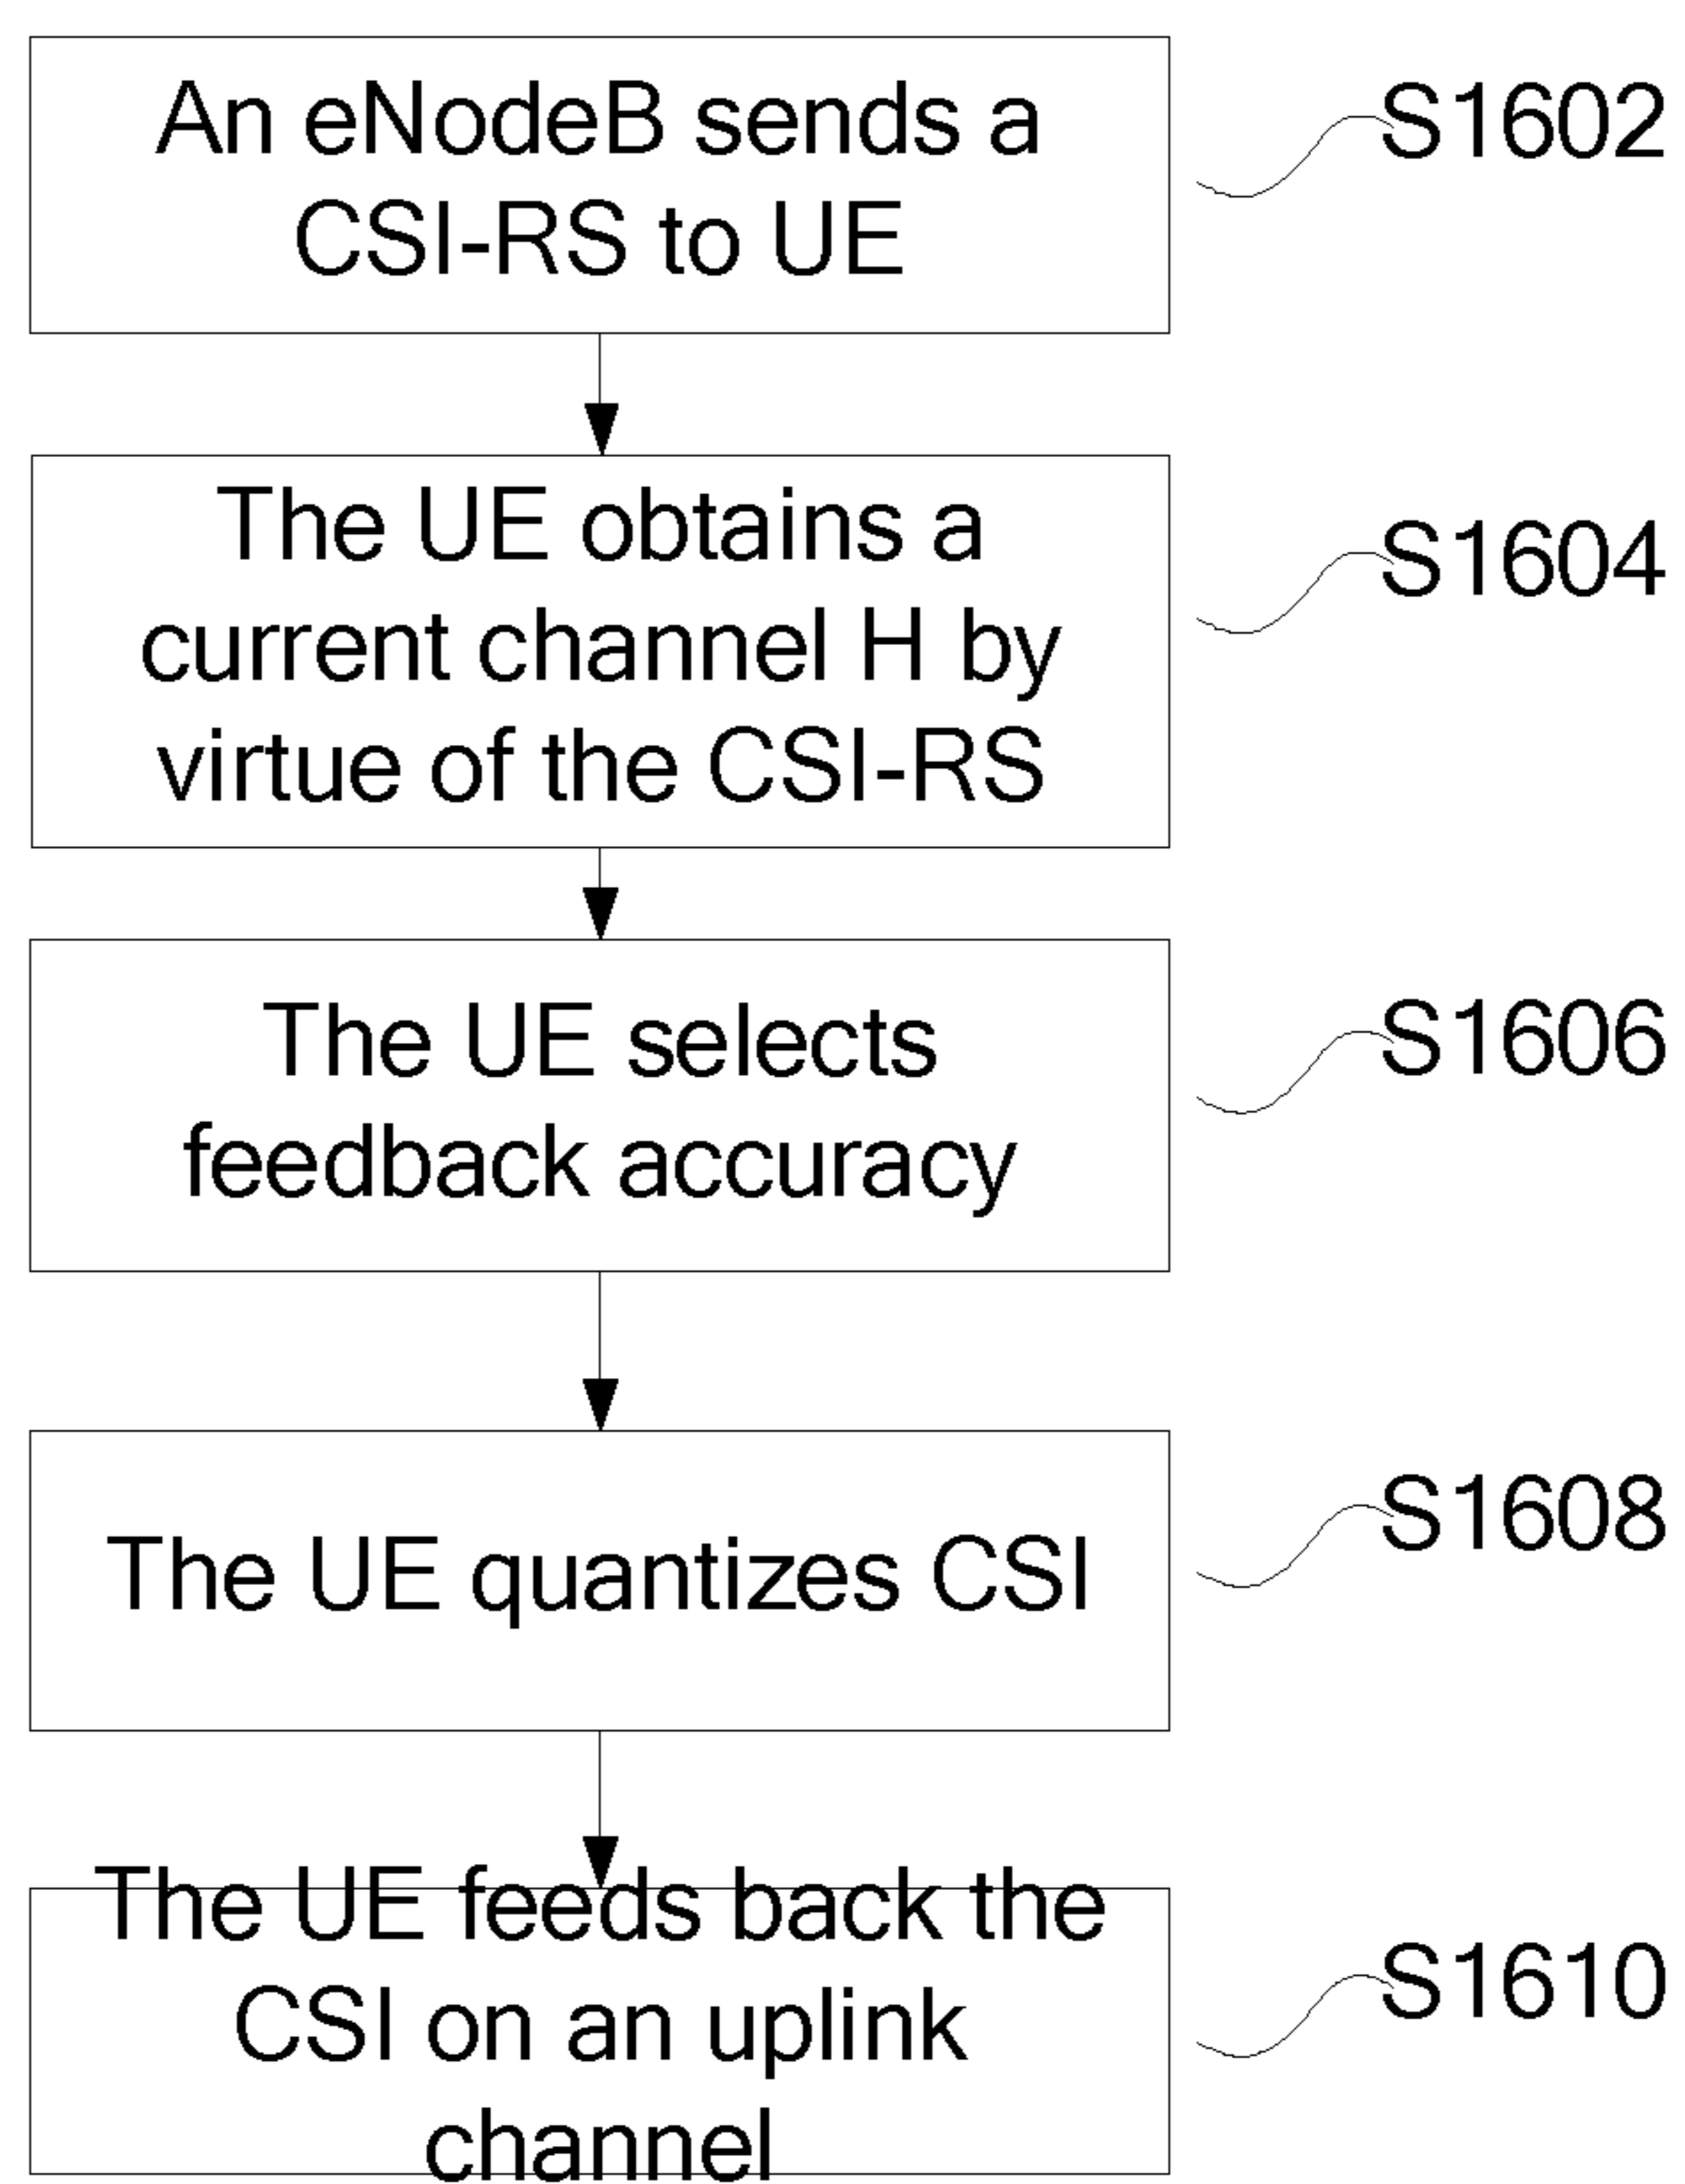 An eNodeB sends a
CSI-RS to UE
S1602
The UE obtains a
current channel H by
virtue of the CSI-RS
S1604
The UE selects
feedback accuracy
S1606
The UE quantizes CSI
S1608
The UE feeds back the
CSI on an uplink
channel
S1610